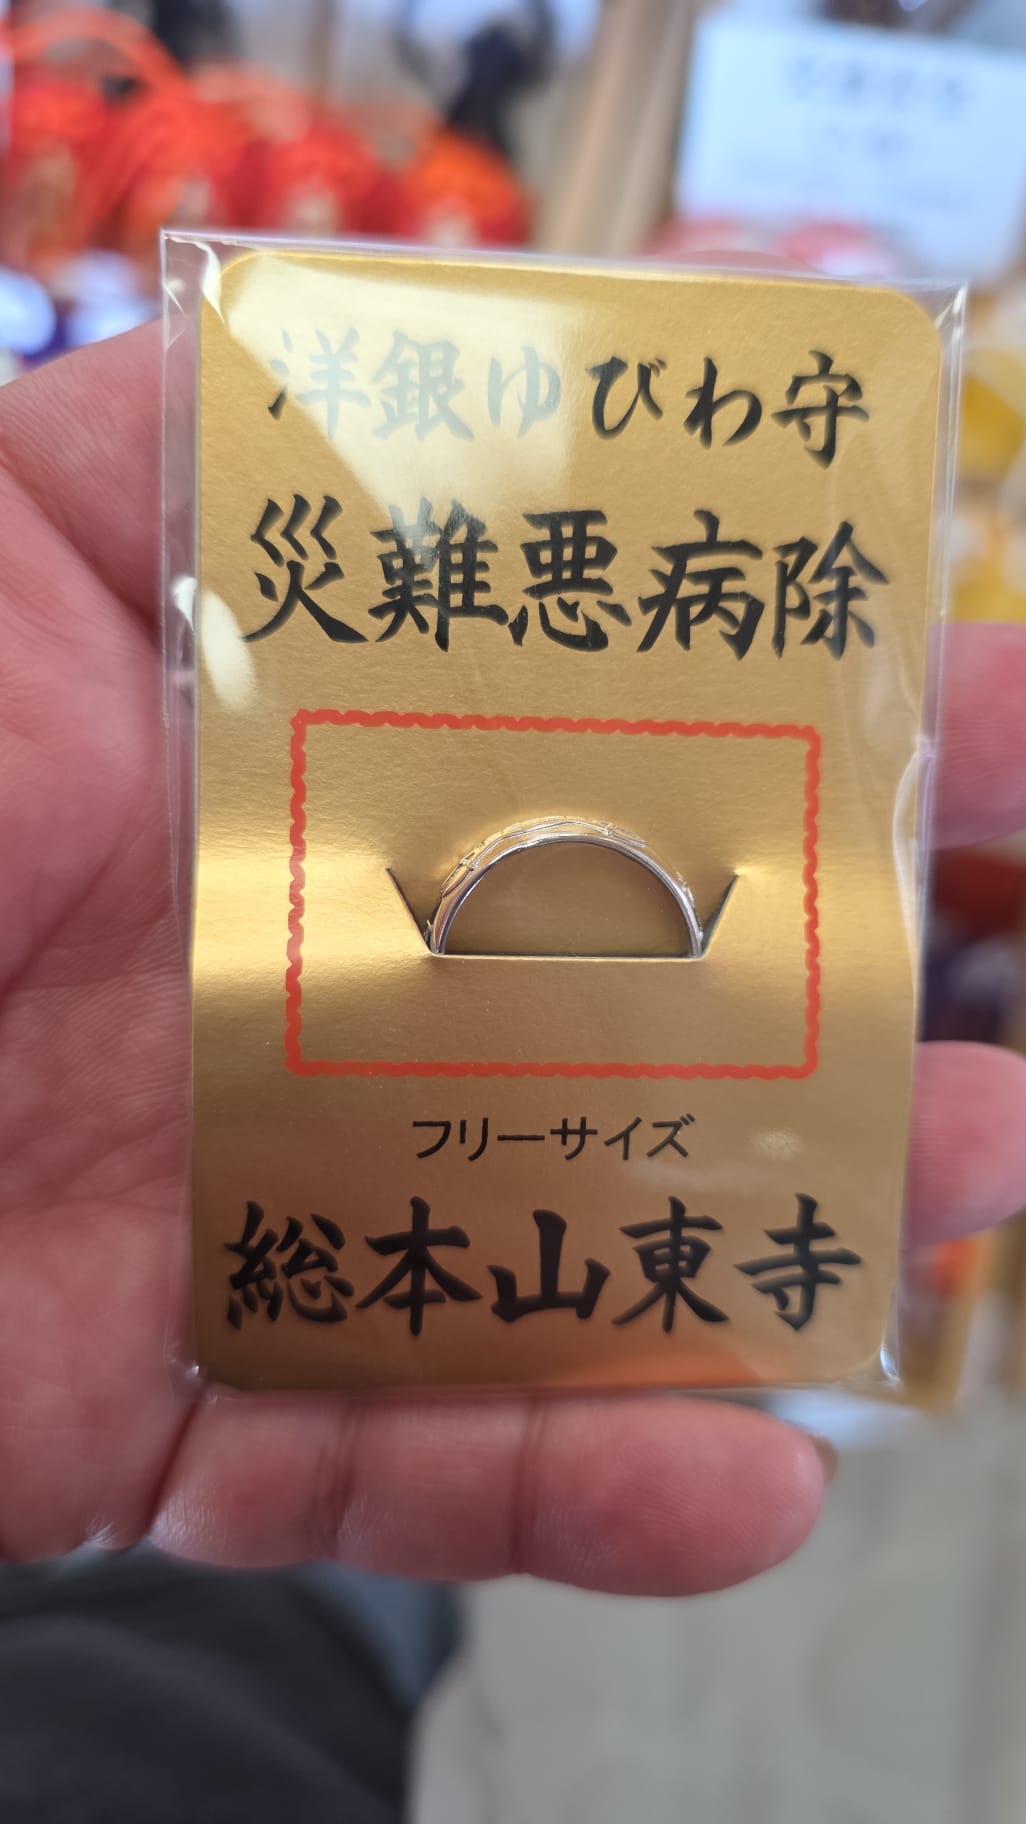 洋銀ゆびわ守
災難悪病除
フリーサイズ
総本山東寺